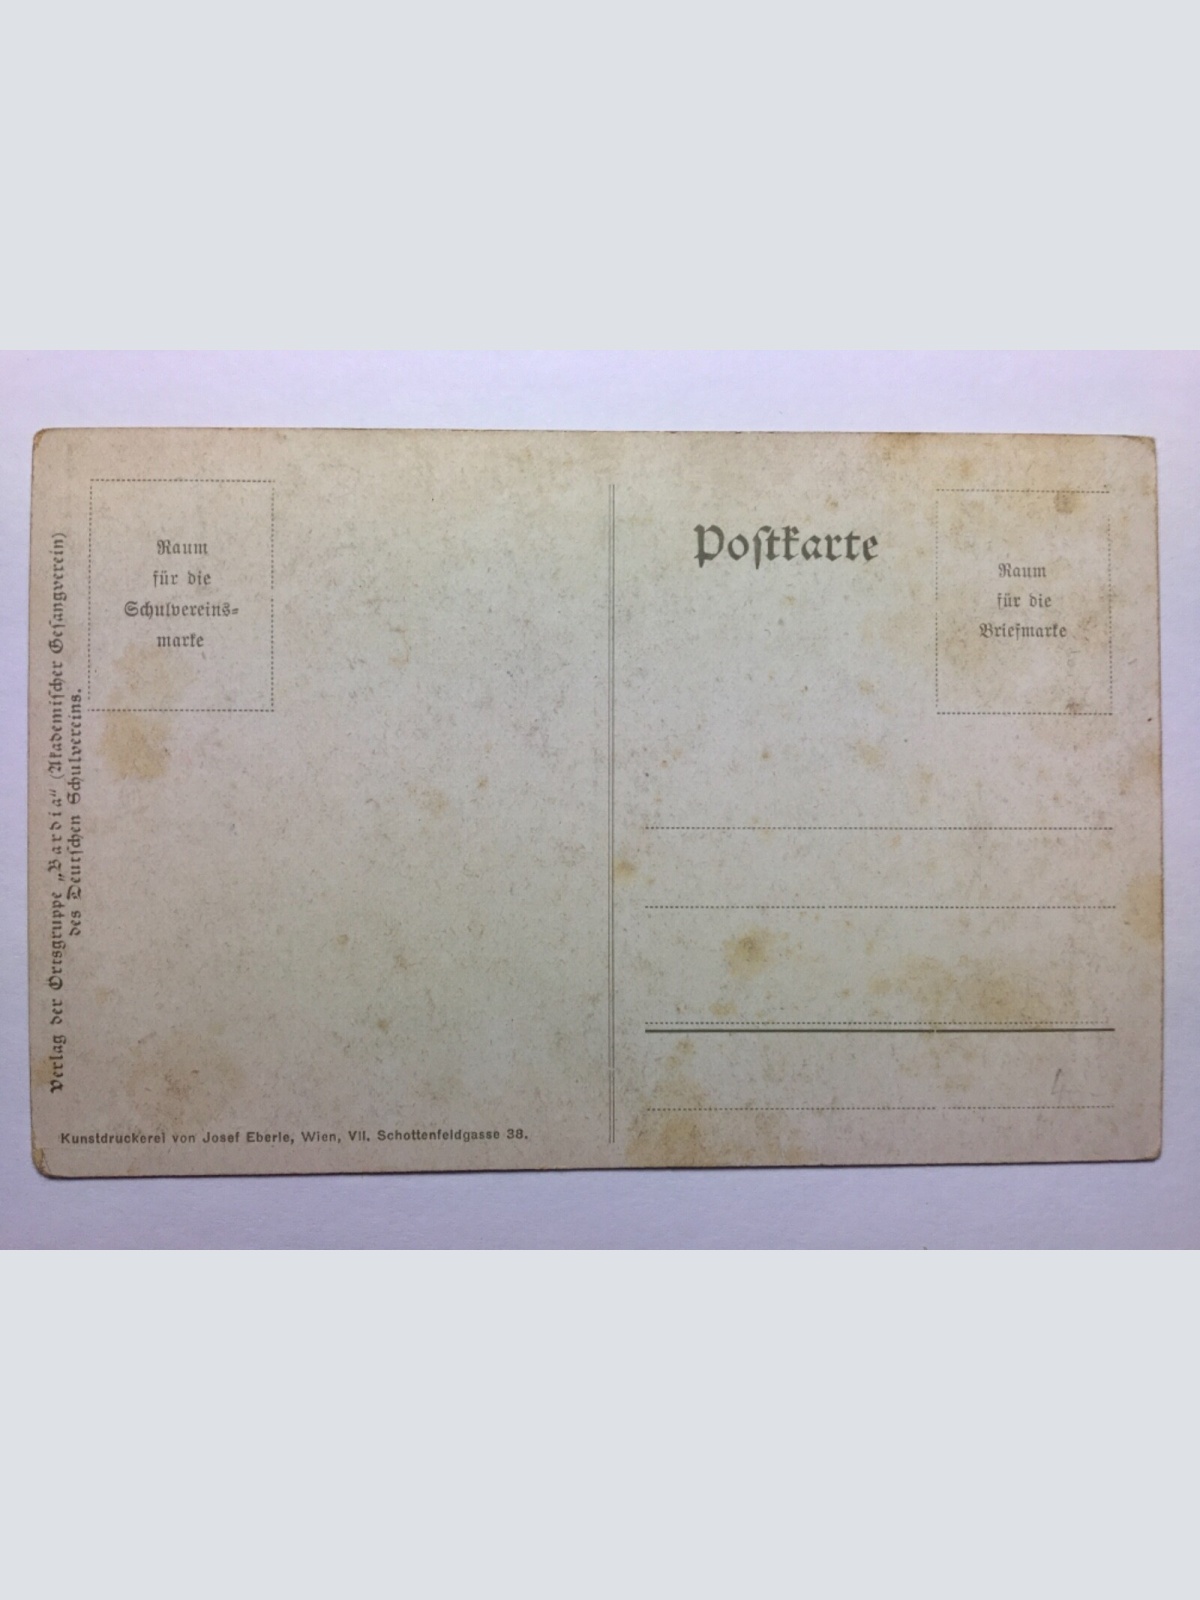 Raum
für die
Schulvereins-
marke
Postkarte
Raum
für die
Briefmarke
Verlag der Ortsgruppe „Bardia“ (Akademischer Gesangverein)
des Deutschen Schulvereins.
4
Kunstdruckerei von Josef Eberle, Wien, VII. Schottenfeldgasse 38.